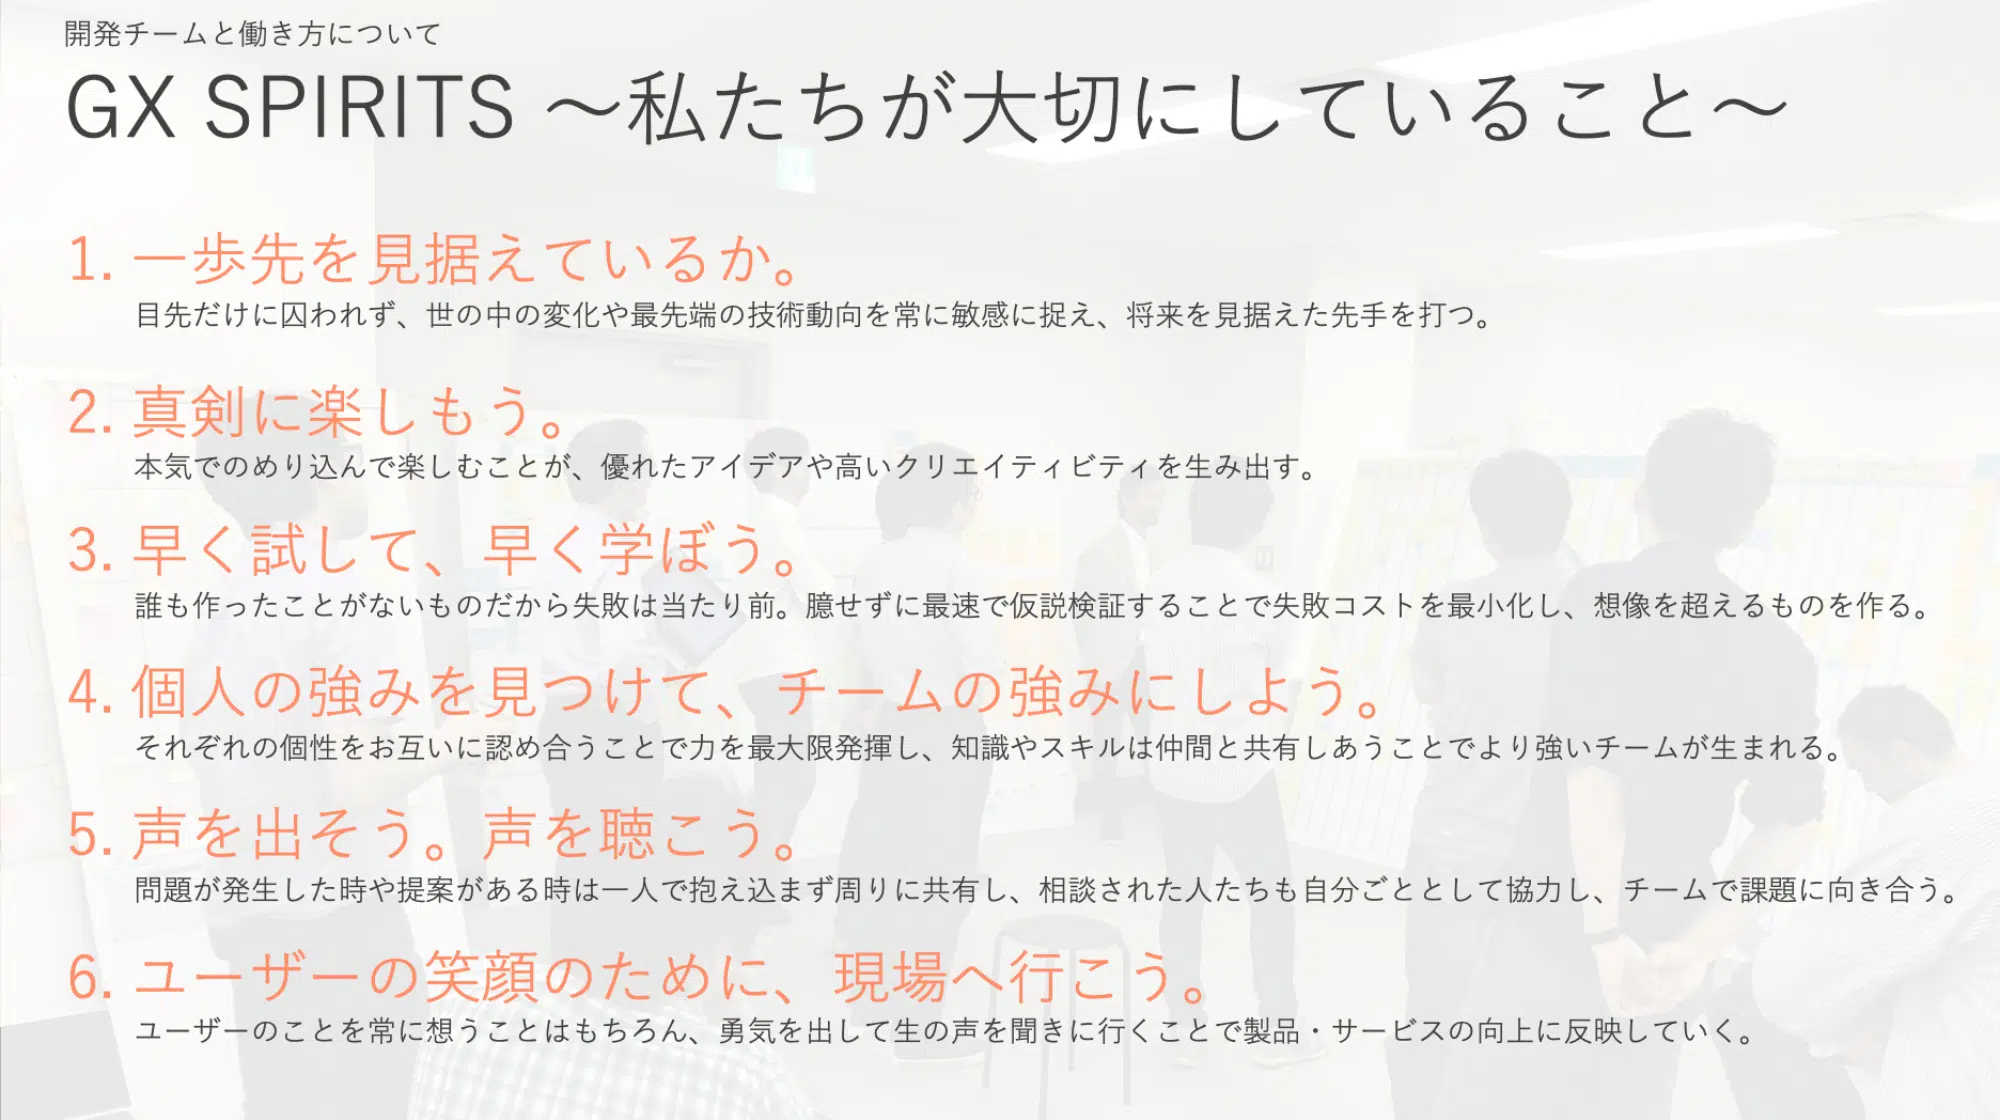 開発チームと働き方について
GX SPIRITS 〜私たちが大切にしていること〜
1. 一歩先を見据えているか。
目先だけに囚われず、世の中の変化や最先端の技術動向を常に敏感に捉え、将来を見据えた先手を打つ。
2. 真剣に楽しもう。
本気でのめり込んで楽しむことが、優れたアイデアや高いクリエイティビティを生み出す。
3. 早く試して、早く学ぼう。
誰も作ったことがないものだから失敗は当たり前。臆せずに最速で仮説検証することで失敗コストを最小化し、想像を超えるものを作る。
4. 個人の強みを見つけて、チームの強みにしよう。
それぞれの個性をお互いに認め合うことで力を最大限発揮し、知識やスキルは仲間と共有しあうことでより強いチームが生まれる。
5. 声を出そう。声を聴こう。
問題が発生した時や提案がある時は一人で抱え込まず周りに共有し、相談された人たちも自分ごととして協力し、チームで課題に向き合う。
6. ユーザーの笑顔のために、現場へ行こう。
ユーザーのことを常に想うことはもちろん、勇気を出して生の声を聞きに行くことで製品・サービスの向上に反映していく。